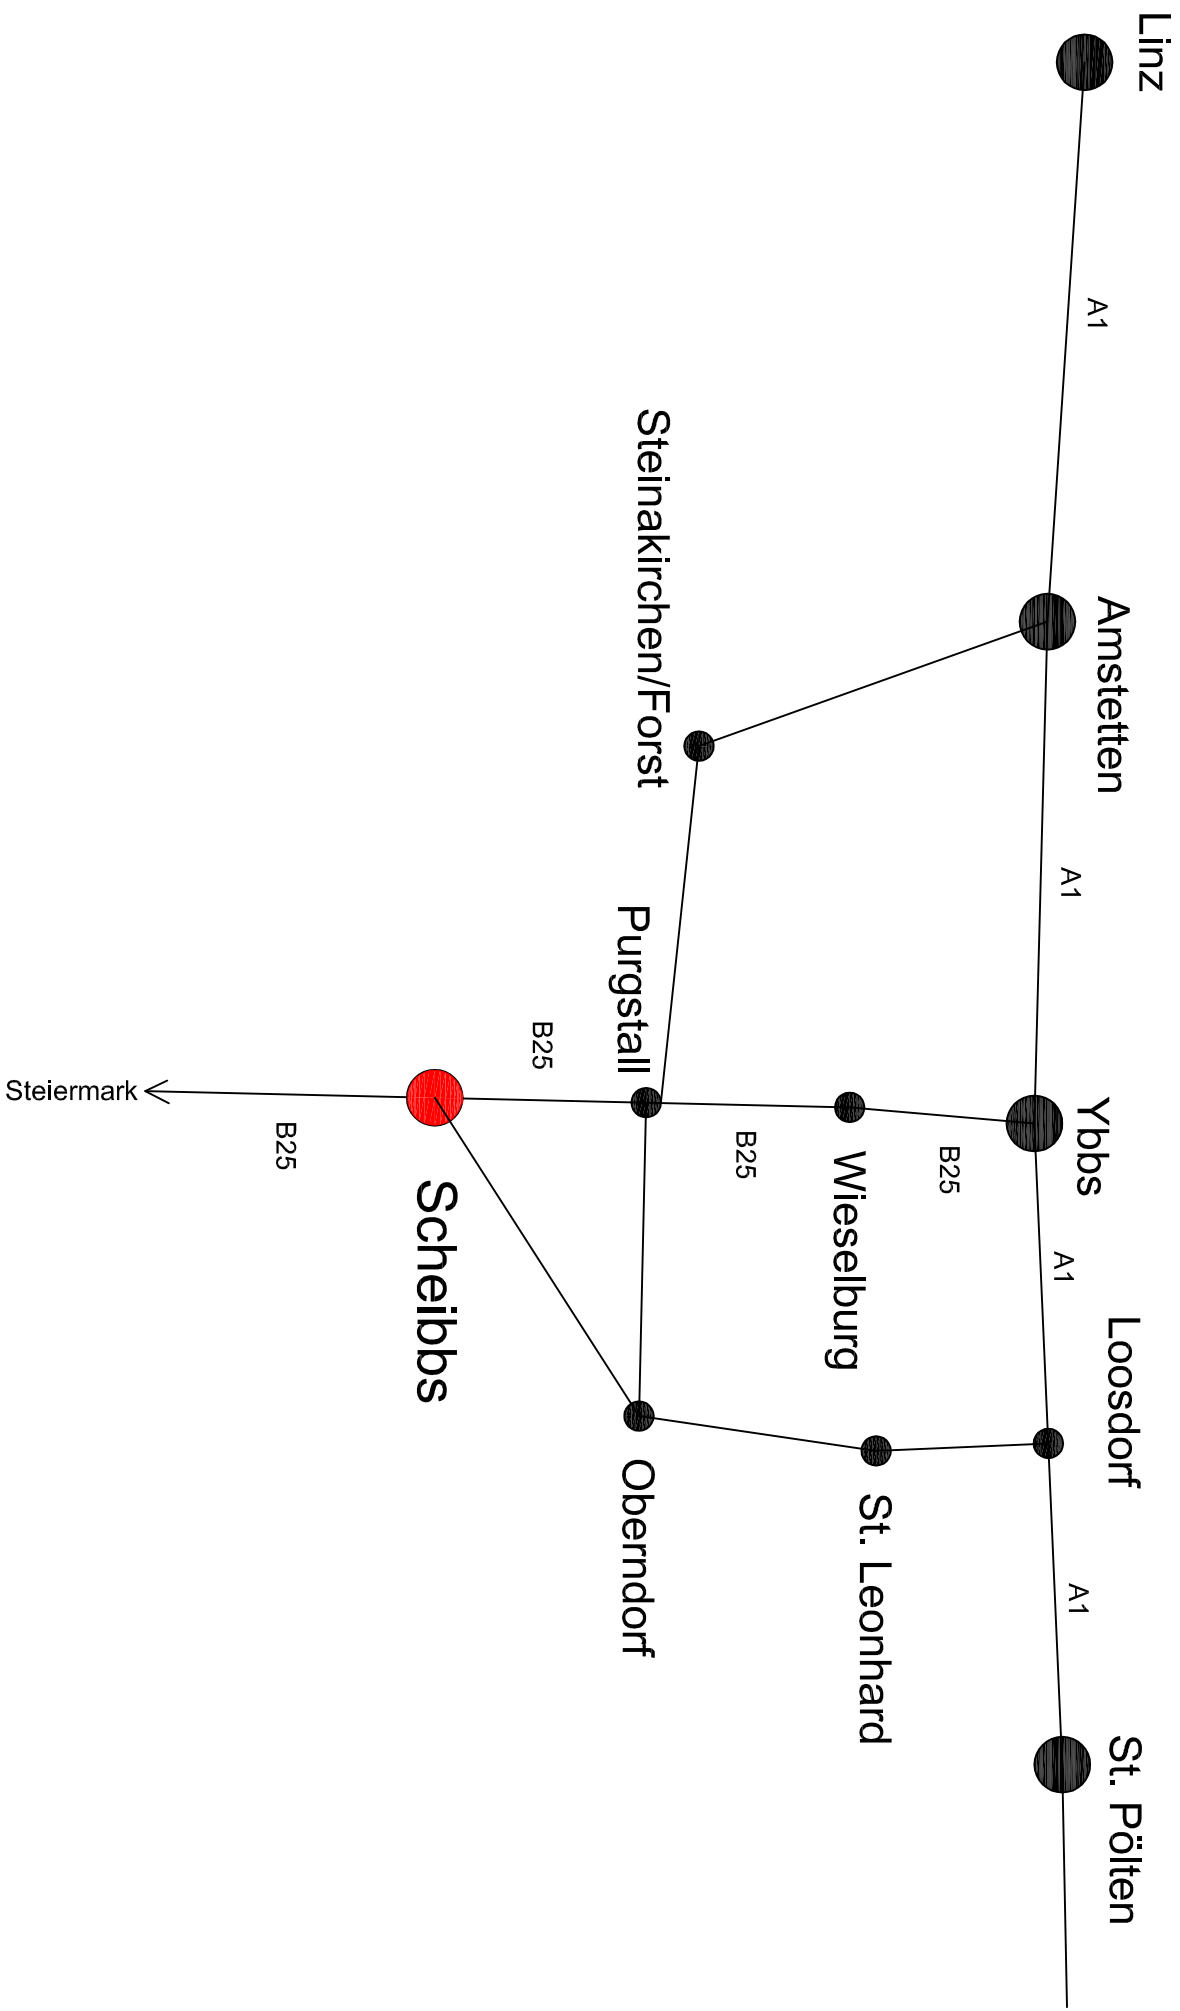 Linz
A1
Amstetten
A1
Ybbs
A1
Loosdorf
A1
St. Pölten
Steinakirchen/Forst
Purgstall
B25
Wieselburg
B25
St. Leonhard
Oberndorf
B25
Scheibbs
B25
Steiermark